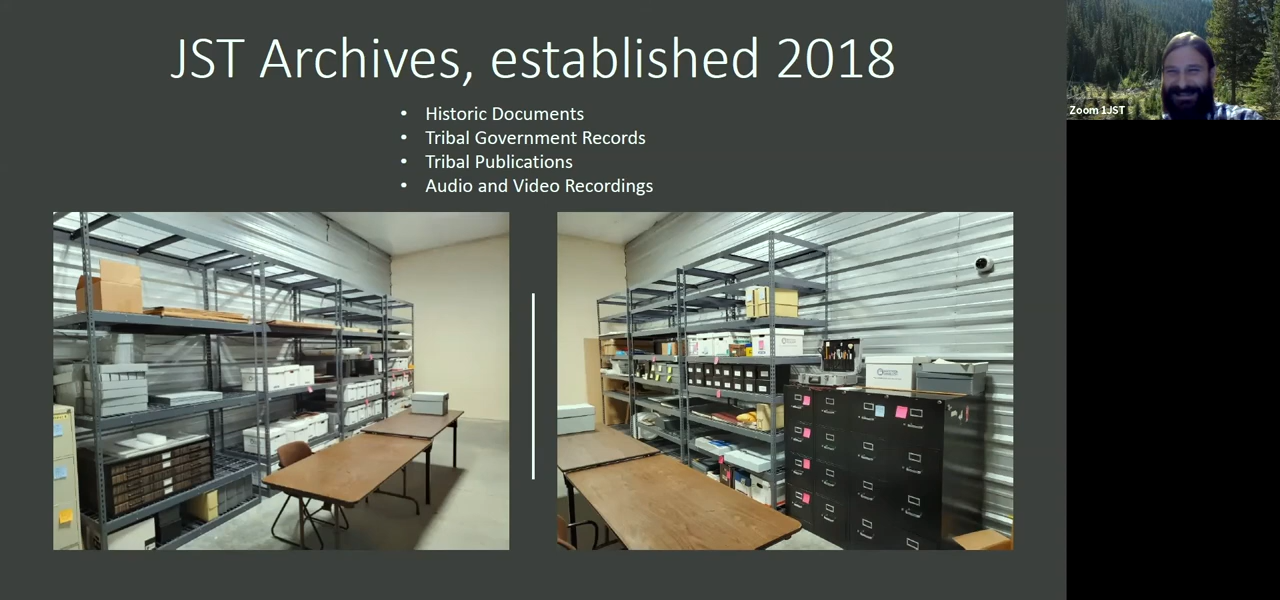 JST Archives, established 2018
• Historic Documents
• Tribal Government Records
• Tribal Publications
• Audio and Video Recordings
Zoom 1JST